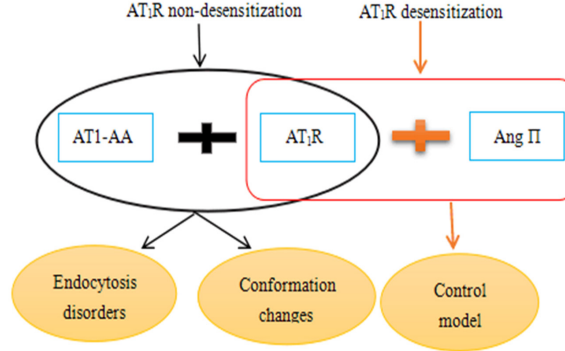 AT₁R non-desensitization
AT₁R desensitization
AT1-AA
AT₁R
Ang Π
Endocytosis
disorders
Conformation
changes
Control
model